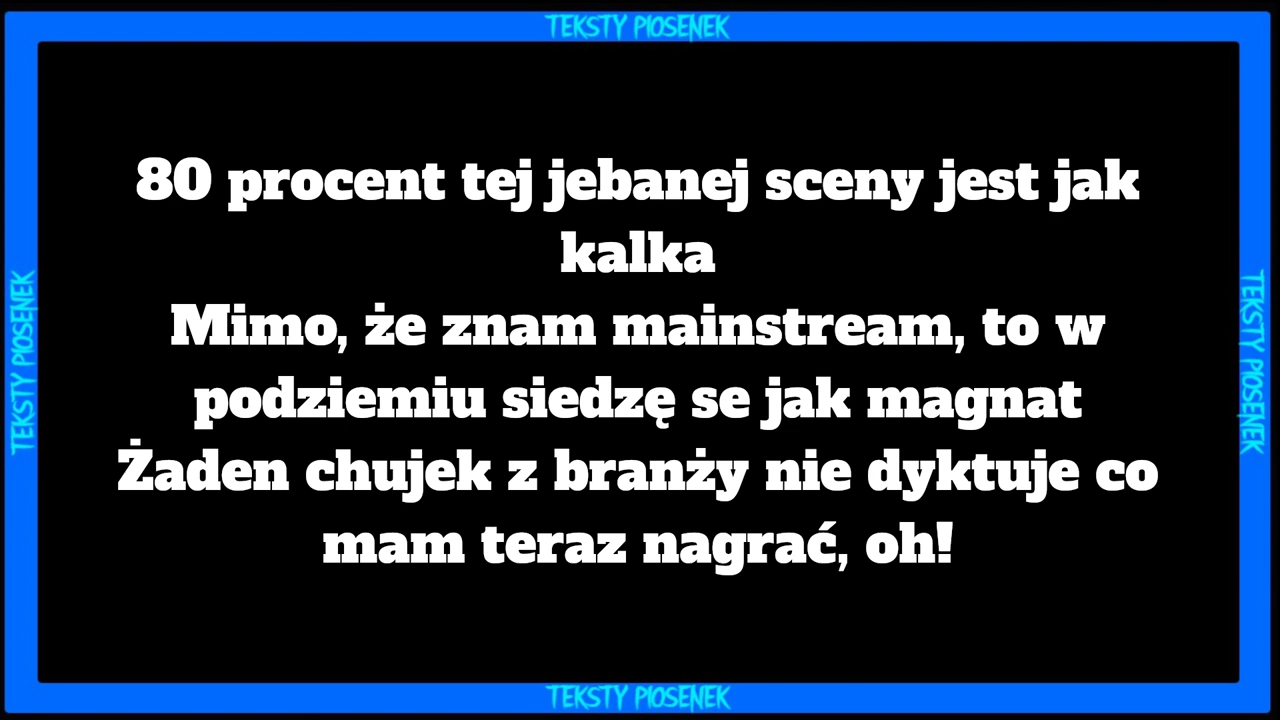 TEKSTY PIOSENEK
80 procent tej jebanej sceny jest jak
kalka
Mimo, że znam mainstream, to w
podziemiu siedzę se jak magnat
Żaden chujek z branży nie dyktuje co
mam teraz nagrać, oh!
TEKSTY PIOSENEK
TEKSTY PIOSENEK
TEKSTY PIOSENEK